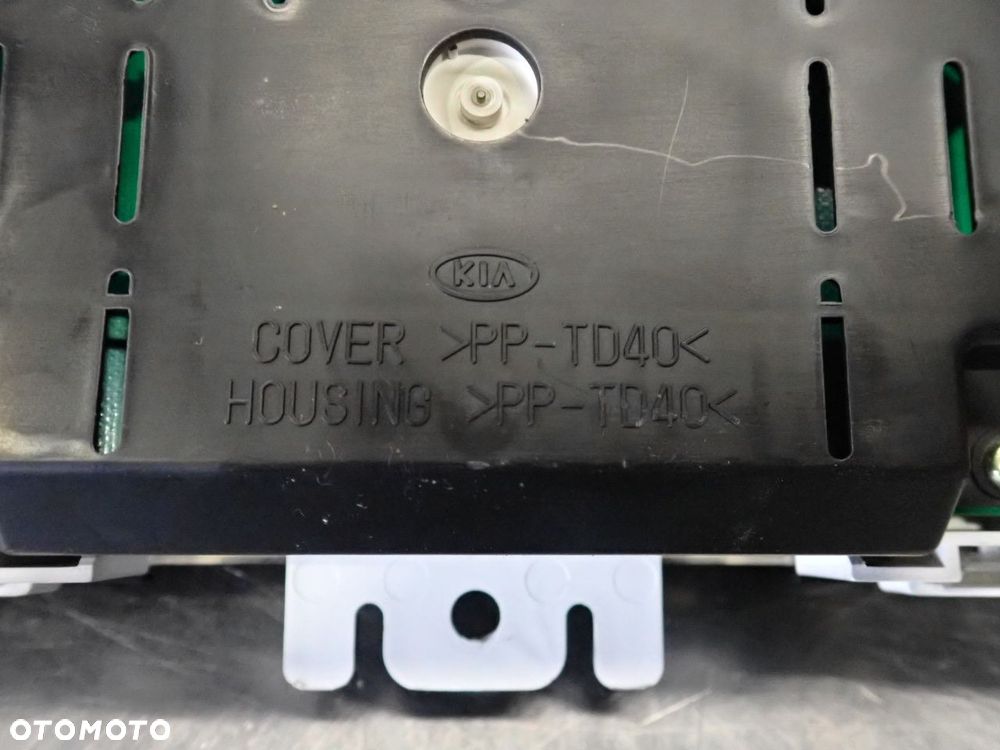 KIA
COVER >PP-TD40<
HOUSING >PP-TD40<
OTOMOTO